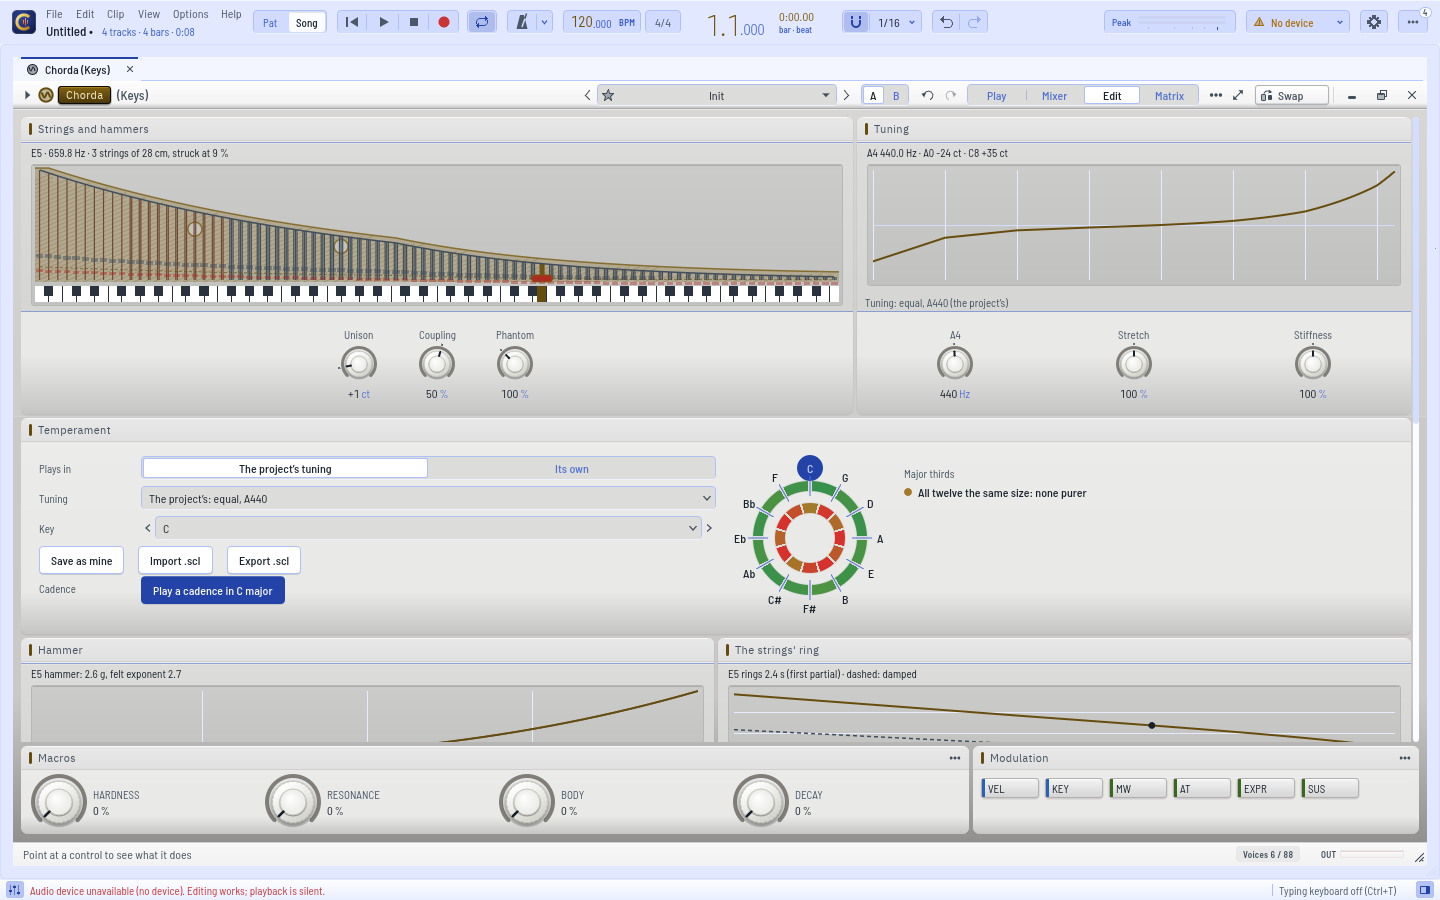 File Edit Clip View Options Help
Untitled • 4 tracks · 4 bars · 0:08
Pat Song
120.000 BPM 4/4
1.1.000
0:00.00
bar · beat
1/16
Peak
No device
4
Chorda (Keys)
Chorda (Keys)
Init
A B
Play Mixer Edit Matrix
Swap
Strings and hammers
E5 · 659.8 Hz · 3 strings of 28 cm, struck at 9 %
Unison Coupling Phantom
+1 ct 50 % 100 %
Tuning
A4 440.0 Hz · A0 -24 ct · C8 +35 ct
Tuning: equal, A440 (the project's)
A4 Stretch Stiffness
440 Hz 100 % 100 %
Temperament
Plays in The project's tuning Its own
Tuning The project's: equal, A440
Key C
Save as mine Import .scl Export .scl
Cadence Play a cadence in C major
C
G
D
A
E
B
F#
C#
Ab
Eb
Bb
F
Major thirds
All twelve the same size: none purer
Hammer
E5 hammer: 2.6 g, felt exponent 2.7
The strings' ring
E5 rings 2.4 s (first partial) · dashed: damped
Macros
HARDNESS
0 %
RESONANCE
0 %
BODY
0 %
DECAY
0 %
Modulation
VEL KEY MW AT EXPR SUS
Point at a control to see what it does
Voices 6 / 88 OUT
Audio device unavailable (no device). Editing works; playback is silent.
Typing keyboard off (Ctrl+T)